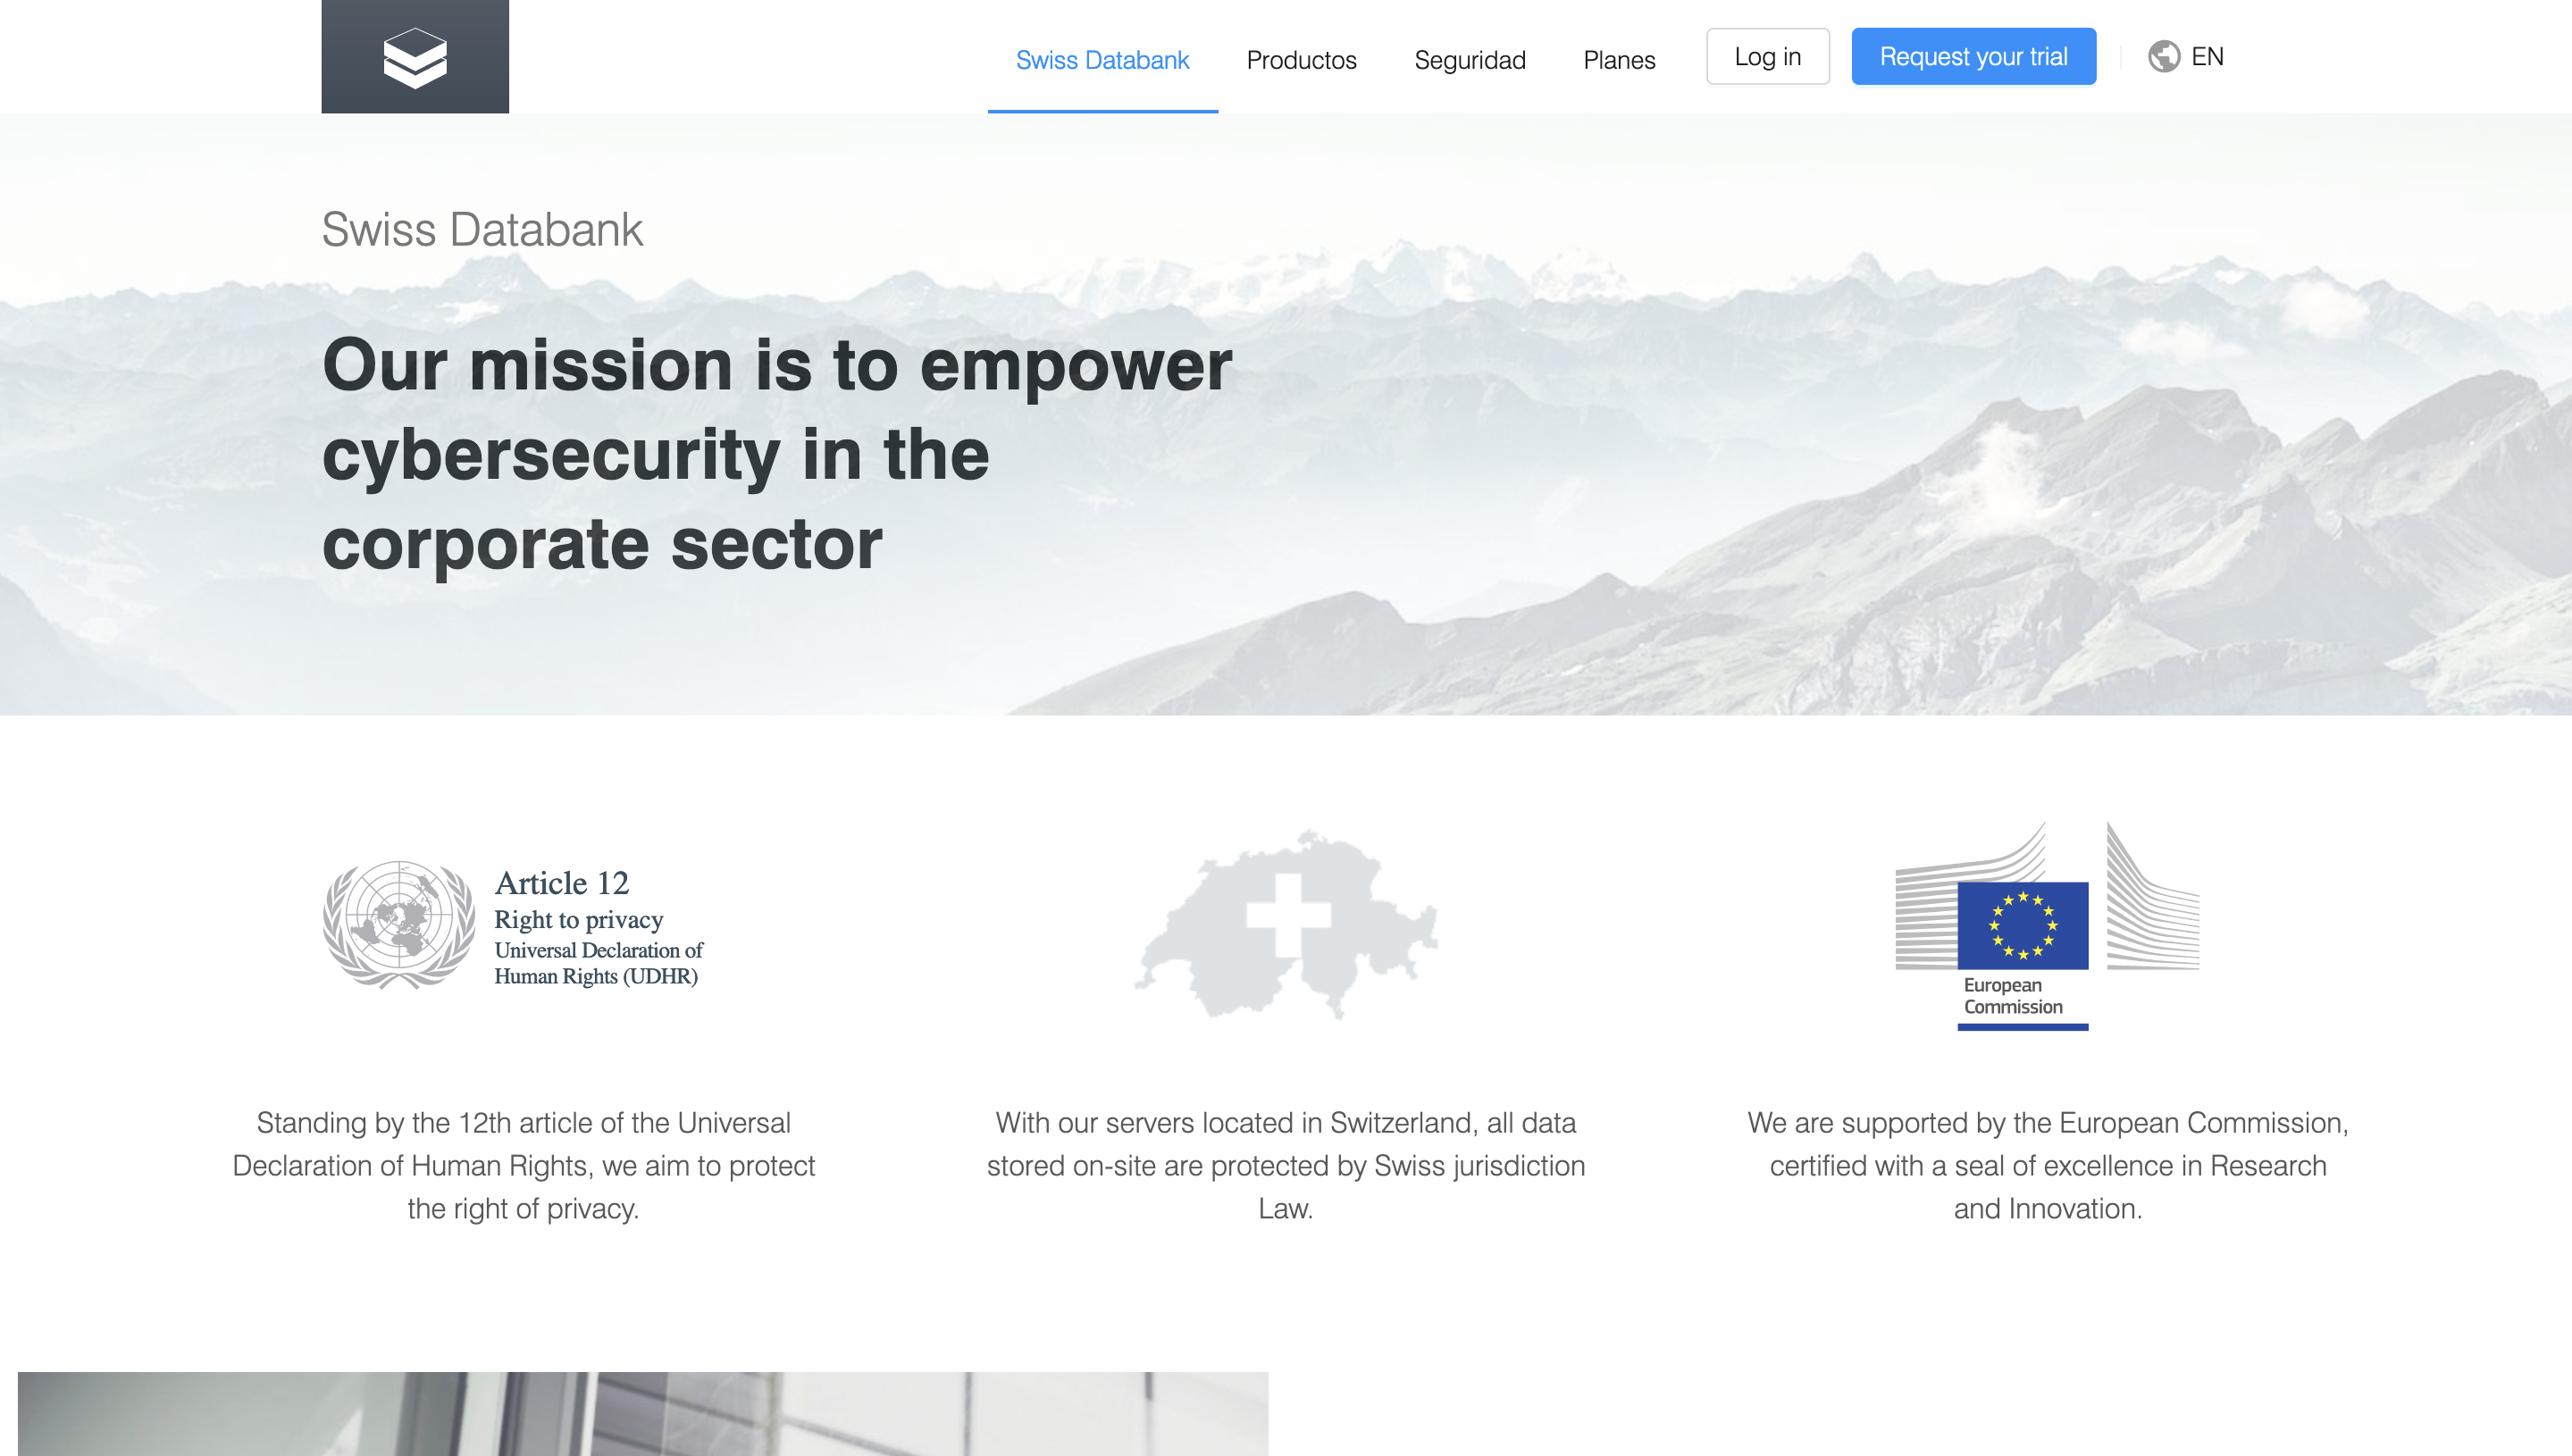 Swiss Databank
Productos
Seguridad
Planes
Log in
Request your trial
EN
Swiss Databank
Our mission is to empower
cybersecurity in the
corporate sector
Article 12
Right to privacy
Universal Declaration of
Human Rights (UDHR)
European
Commission
Standing by the 12th article of the Universal
Declaration of Human Rights, we aim to protect
the right of privacy.
With our servers located in Switzerland, all data
stored on-site are protected by Swiss jurisdiction
Law.
We are supported by the European Commission,
certified with a seal of excellence in Research
and Innovation.